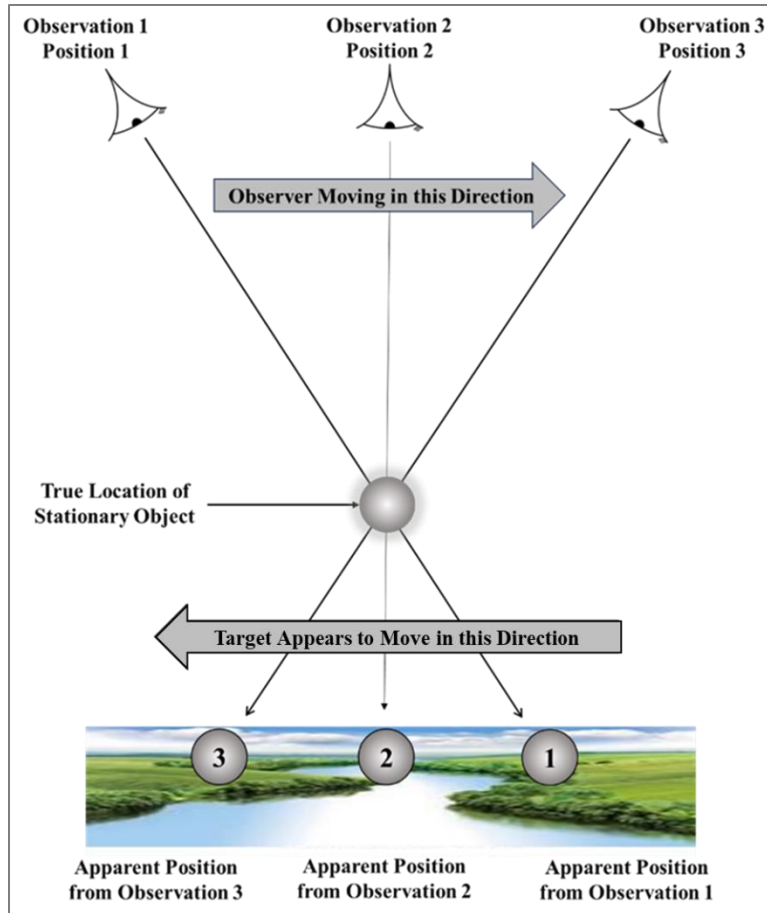 Observation 1
Position 1
Observation 2
Position 2
Observation 3
Position 3
Observer Moving in this Direction
True Location of
Stationary Object
Target Appears to Move in this Direction
3
2
1
Apparent Position
from Observation 3
Apparent Position
from Observation 2
Apparent Position
from Observation 1